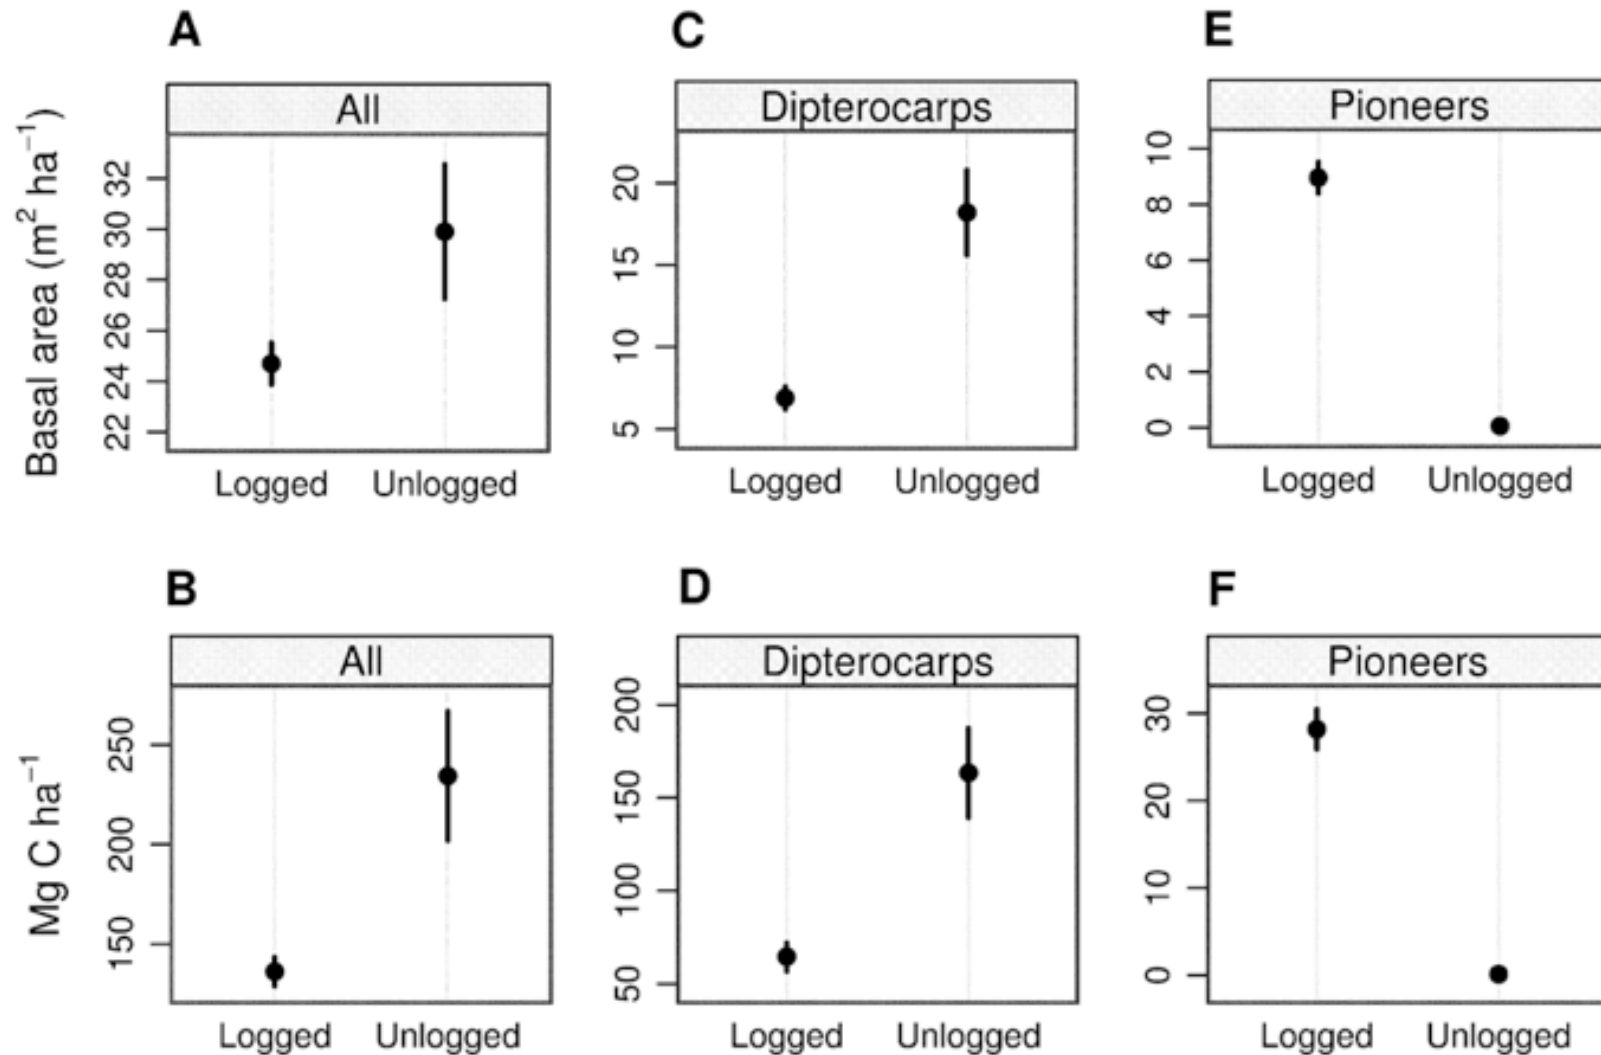 A
C
E
All
Dipterocarps
Pioneers
Basal area (m² ha⁻¹)
32
30
28
26
24
22
20
15
10
5
10
8
6
4
2
0
Logged Unlogged
Logged Unlogged
Logged Unlogged
B
D
F
All
Dipterocarps
Pioneers
Mg C ha⁻¹
250
200
150
200
150
100
50
30
20
10
0
Logged Unlogged
Logged Unlogged
Logged Unlogged